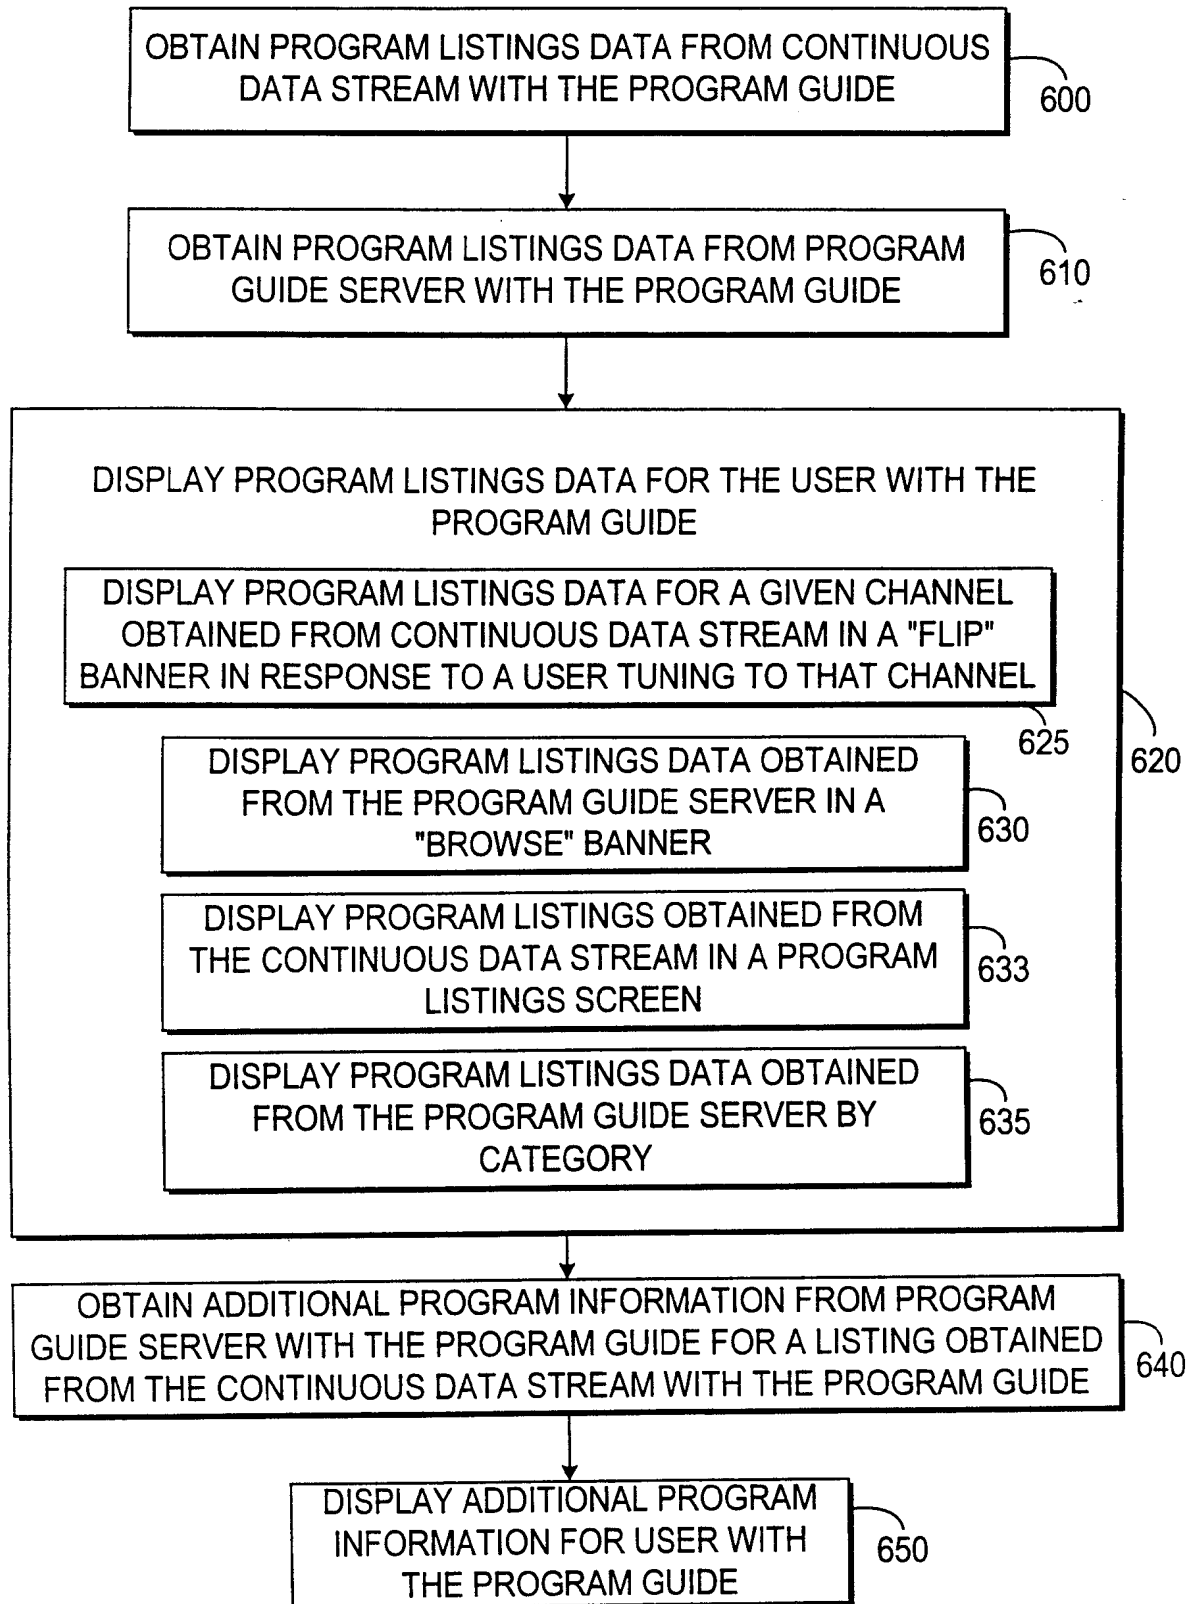 OBTAIN PROGRAM LISTINGS DATA FROM CONTINUOUS
DATA STREAM WITH THE PROGRAM GUIDE
600
OBTAIN PROGRAM LISTINGS DATA FROM PROGRAM
GUIDE SERVER WITH THE PROGRAM GUIDE
610
DISPLAY PROGRAM LISTINGS DATA FOR THE USER WITH THE
PROGRAM GUIDE
DISPLAY PROGRAM LISTINGS DATA FOR A GIVEN CHANNEL
OBTAINED FROM CONTINUOUS DATA STREAM IN A "FLIP"
BANNER IN RESPONSE TO A USER TUNING TO THAT CHANNEL
625
620
DISPLAY PROGRAM LISTINGS DATA OBTAINED
FROM THE PROGRAM GUIDE SERVER IN A
"BROWSE" BANNER
630
DISPLAY PROGRAM LISTINGS OBTAINED FROM
THE CONTINUOUS DATA STREAM IN A PROGRAM
LISTINGS SCREEN
633
DISPLAY PROGRAM LISTINGS DATA OBTAINED
FROM THE PROGRAM GUIDE SERVER BY
CATEGORY
635
OBTAIN ADDITIONAL PROGRAM INFORMATION FROM PROGRAM
GUIDE SERVER WITH THE PROGRAM GUIDE FOR A LISTING OBTAINED
FROM THE CONTINUOUS DATA STREAM WITH THE PROGRAM GUIDE
640
DISPLAY ADDITIONAL PROGRAM
INFORMATION FOR USER WITH
THE PROGRAM GUIDE
650